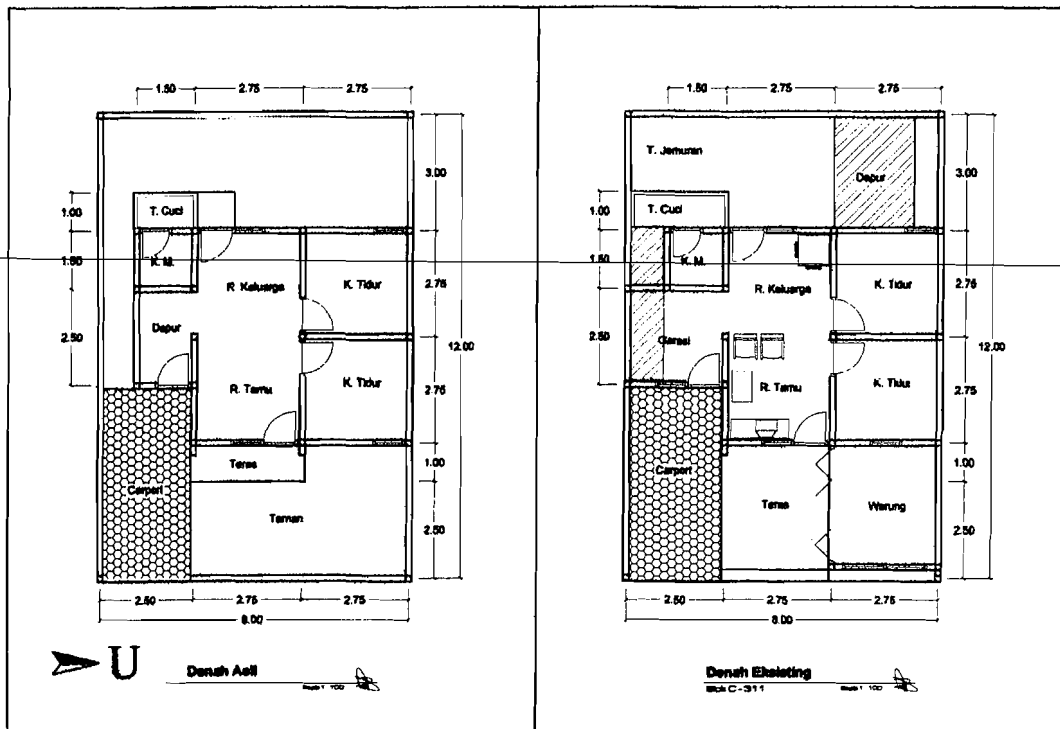 1.50 2.75 2.75
3.00
1.00
T. Cuci
1.50
K. M.
R. Keluarga
K. Tidur
2.75
12.00
2.50
Dapur
R. Tamu
K. Tidur
2.75
Teras
1.00
Carport
Taman
2.50
2.50 2.75 2.75
8.00
U
Denah Asli
1.50 2.75 2.75
T. Jemuran
Dapur
3.00
1.00
T. Cuci
1.50
K. M.
R. Keluarga
K. Tidur
2.75
12.00
2.50
Garasi
R. Tamu
K. Tidur
2.75
1.00
Carport
Teras
Warung
2.50
2.50 2.75 2.75
8.00
Denah Eksisting
Blok C-311